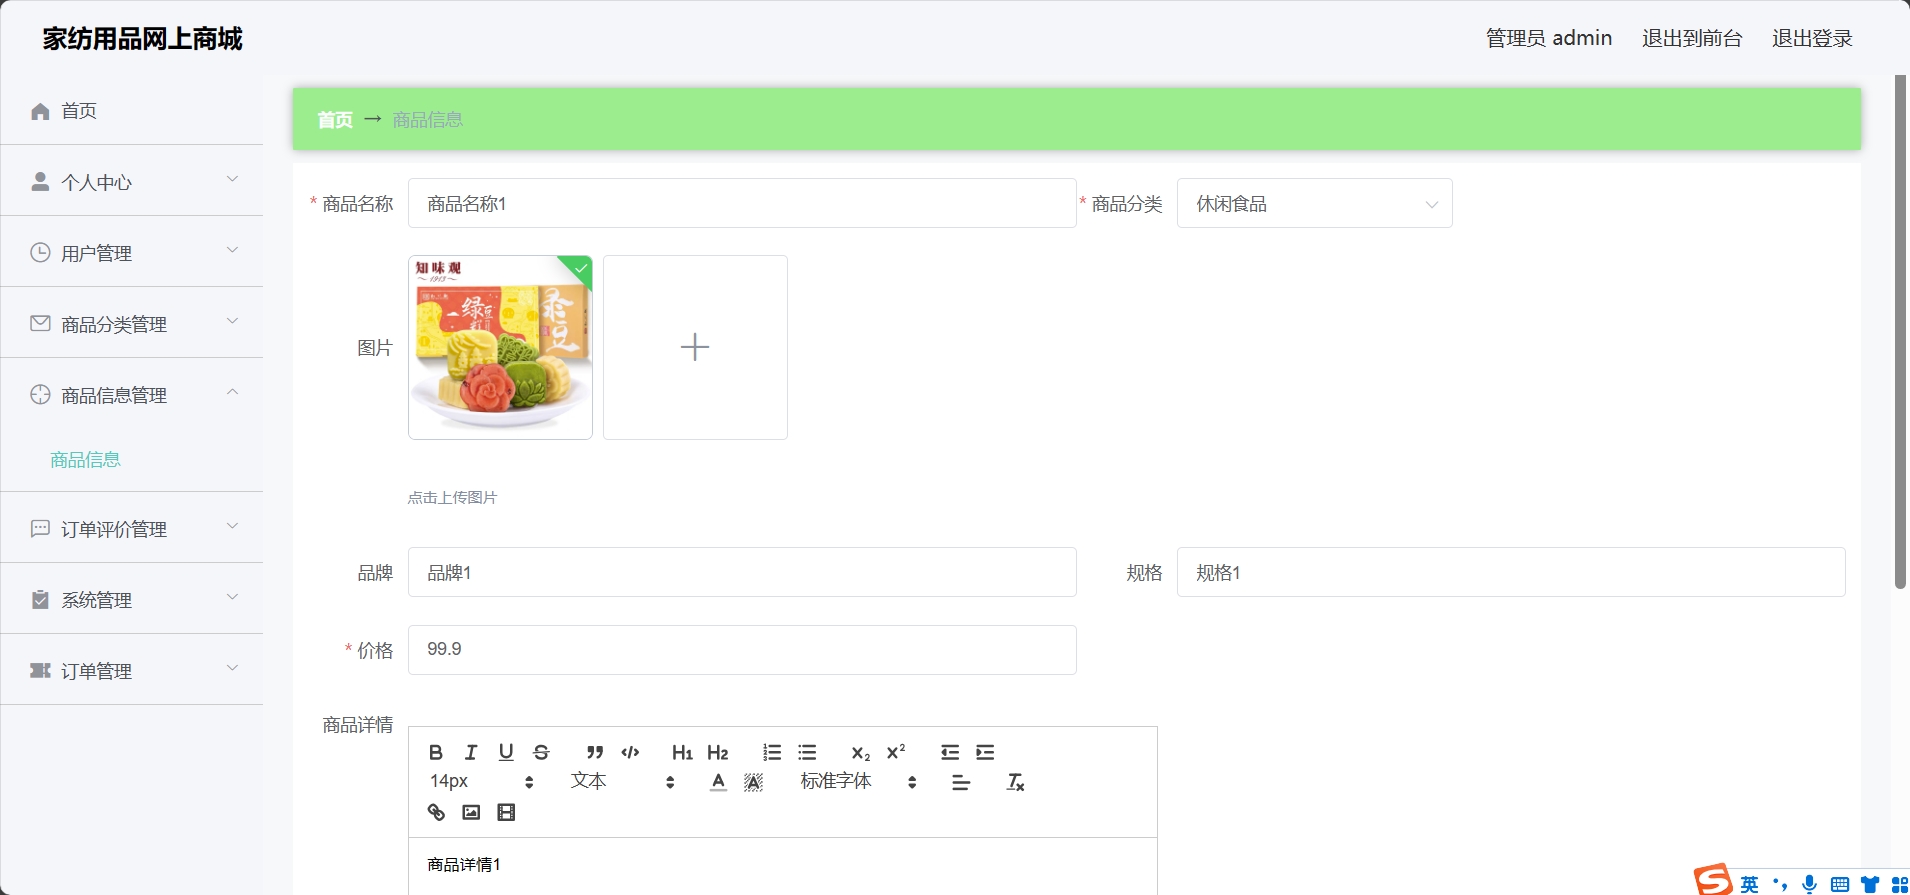 家纺用品网上商城
管理员 admin 退出到前台 退出登录
首页
个人中心
用户管理
商品分类管理
商品信息管理
商品信息
订单评价管理
系统管理
订单管理
首页 → 商品信息
* 商品名称 商品名称1 * 商品分类 休闲食品
图片
知味观
1913
绿豆
点击上传图片
品牌 品牌1 规格 规格1
* 价格 99.9
商品详情
B I U S H1 H2 X2 X2
14px 文本 A A 标准字体 Tx
商品详情1
S 英